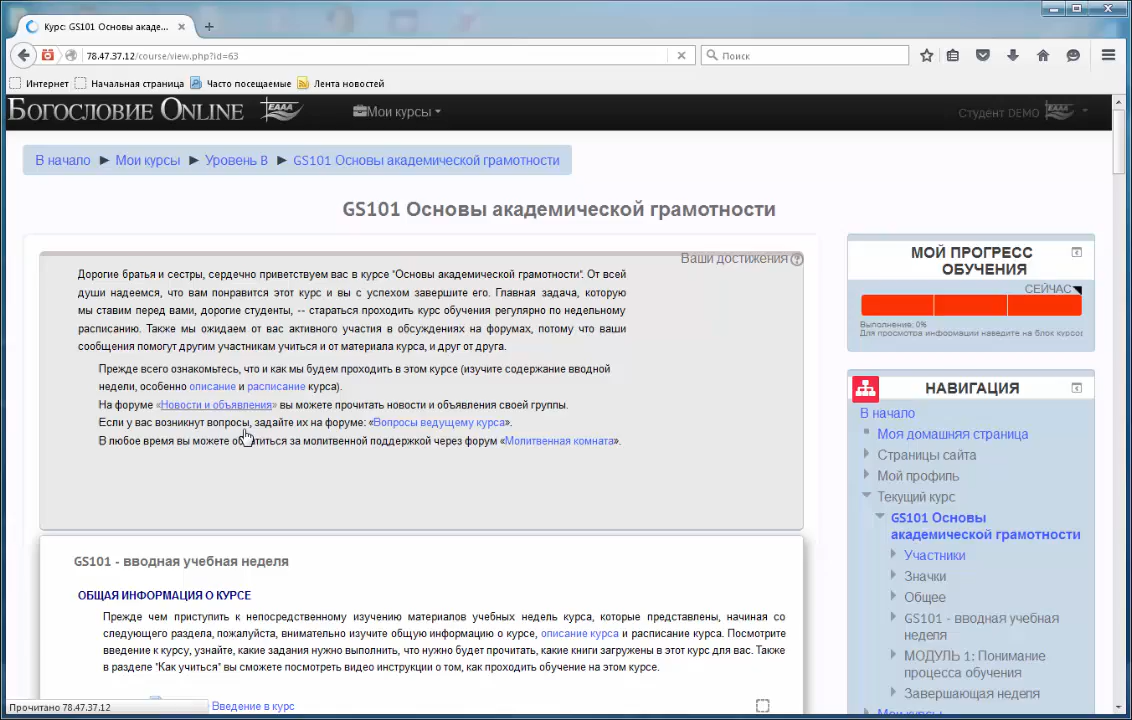 Курс: GS101 Основы акаде...
78.47.37.12/course/view.php?id=63
Поиск
Интернет Начальная страница Часто посещаемые Лента новостей
Богословие Online ЕААА Мои курсы Студент DEMO
В начало ► Мои курсы ► Уровень B ► GS101 Основы академической грамотности
GS101 Основы академической грамотности
Ваши достижения
Дорогие братья и сестры, сердечно приветствуем вас в курсе "Основы академической грамотности". От всей
души надеемся, что вам понравится этот курс и вы с успехом завершите его. Главная задача, которую
мы ставим перед вами, дорогие студенты, -- стараться проходить курс обучения регулярно по недельному
расписанию. Также мы ожидаем от вас активного участия в обсуждениях на форумах, потому что ваши
сообщения помогут другим участникам учиться и от материала курса, и друг от друга.
Прежде всего ознакомьтесь, что и как мы будем проходить в этом курсе (изучите содержание вводной
недели, особенно описание и расписание курса).
На форуме «Новости и объявления» вы можете прочитать новости и объявления своей группы.
Если у вас возникнут вопросы, задайте их на форуме: «Вопросы ведущему курса».
В любое время вы можете обратиться за молитвенной поддержкой через форум «Молитвенная комната».
GS101 - вводная учебная неделя
ОБЩАЯ ИНФОРМАЦИЯ О КУРСЕ
Прежде чем приступить к непосредственному изучению материалов учебных недель курса, которые представлены, начиная со
следующего раздела, пожалуйста, внимательно изучите общую информацию о курсе, описание курса и расписание курса. Посмотрите
введение к курсу, узнайте, какие задания нужно выполнить, что нужно будет прочитать, какие книги загружены в этот курс для вас. Также
в разделе "Как учиться" вы сможете посмотреть видео инструкции о том, как проходить обучение на этом курсе.
Введение в курс
Прочитано 78.47.37.12
МОЙ ПРОГРЕСС
ОБУЧЕНИЯ
СЕЙЧАС
Выполнение: 0%
Для просмотра информации наведите на блок курсор
НАВИГАЦИЯ
В начало
Моя домашняя страница
Страницы сайта
Мой профиль
Текущий курс
GS101 Основы
академической грамотности
Участники
Значки
Общее
GS101 - вводная учебная
неделя
МОДУЛЬ 1: Понимание
процесса обучения
Завершающая неделя
Мои курсы